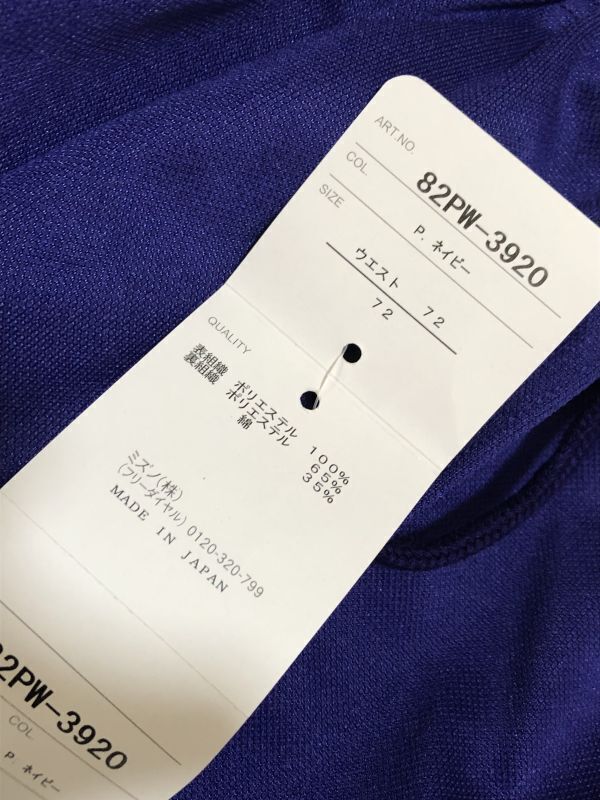 ART.NO.
82PW-3920
COL.
P. ネイビー
SIZE
ウエスト 72
72
QUALITY
表組織 ポリエステル 100%
裏組織 ポリエステル 65%
綿 35%
ミズノ(株)
(フリーダイヤル) 0120-320-799
MADE IN JAPAN
82PW-3920
COL.
P. ネイビー